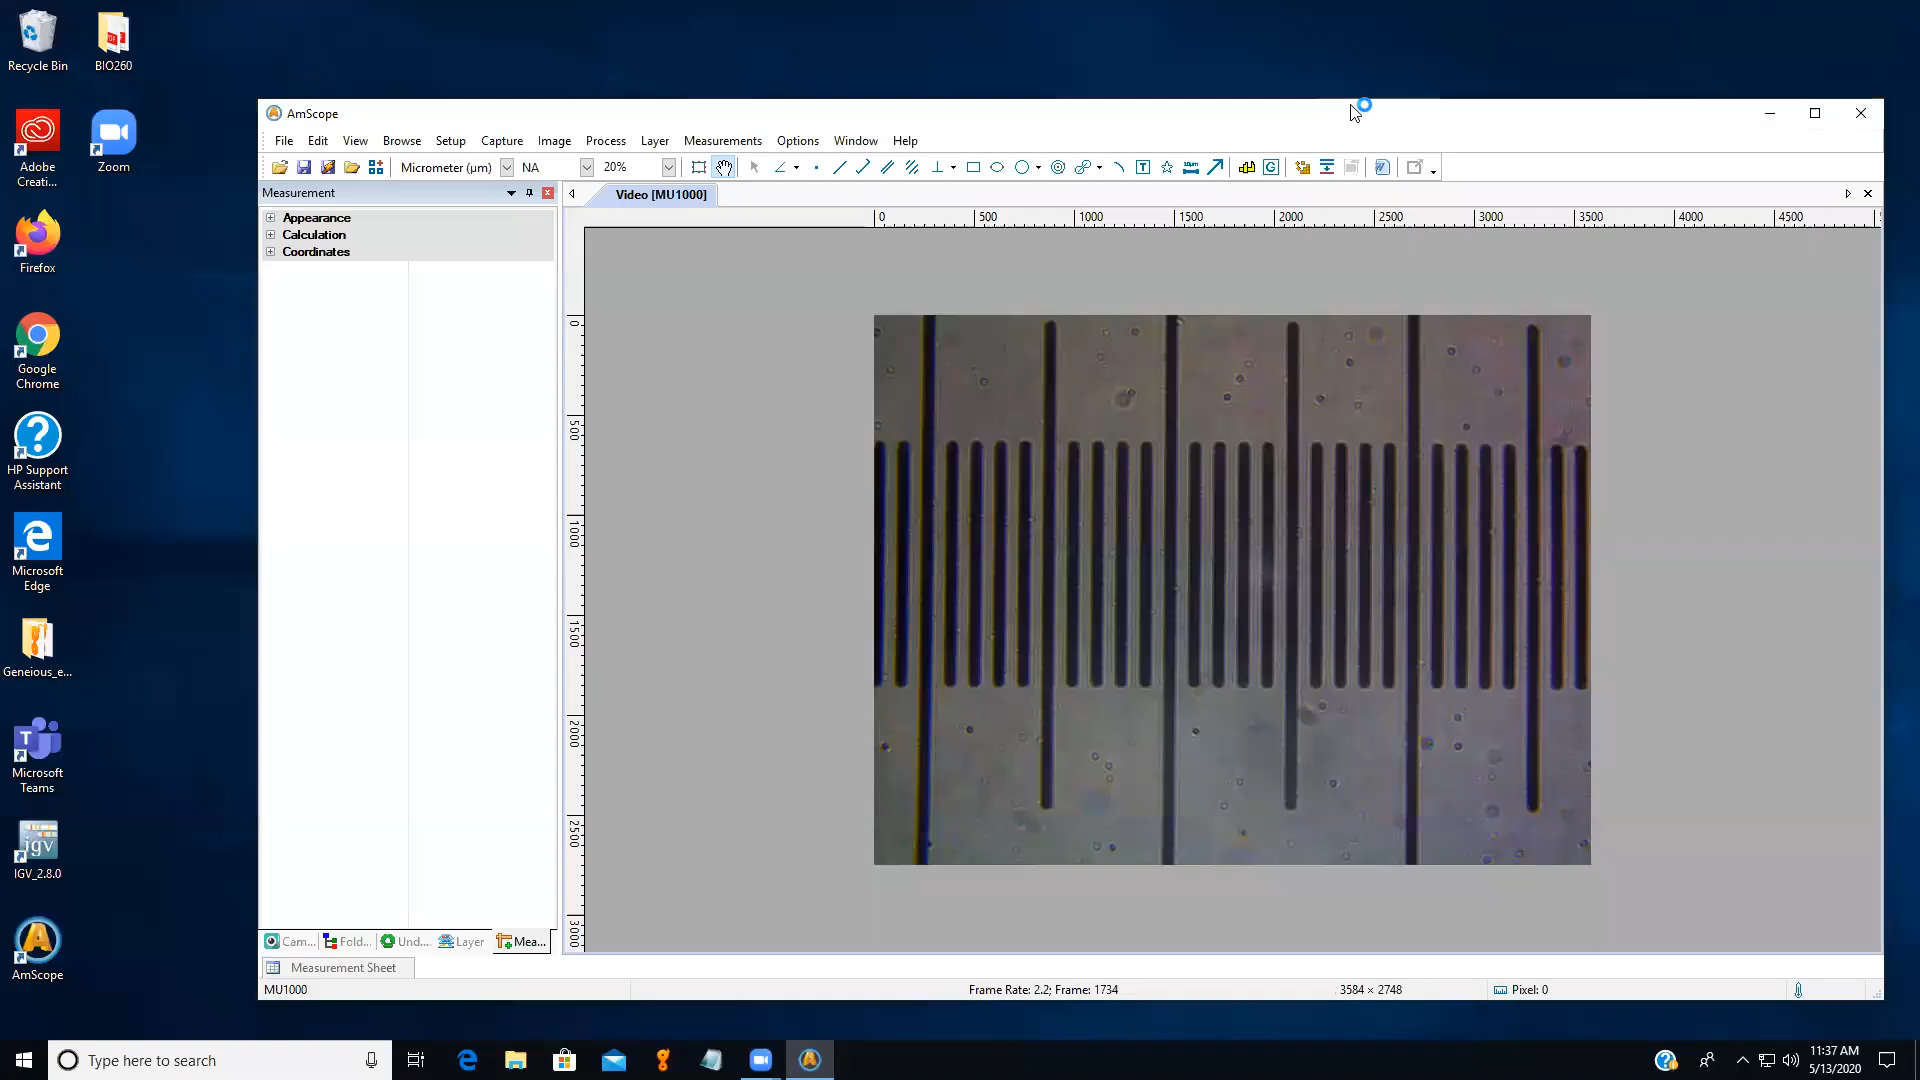 Recycle Bin
BIO260
Adobe
Creati...
Zoom
Firefox
Google
Chrome
HP Support
Assistant
Microsoft
Edge
Geneious_e...
Microsoft
Teams
IGV_2.8.0
AmScope
AmScope
File Edit View Browse Setup Capture Image Process Layer Measurements Options Window Help
Micrometer (µm) NA 20%
Measurement
Appearance
Calculation
Coordinates
Video [MU1000]
0 500 1000 1500 2000 2500 3000 3500 4000 4500
0
500
1000
1500
2000
2500
3000
Cam... Fold... Und... Layer Mea...
Measurement Sheet
MU1000 Frame Rate: 2.2; Frame: 1734 3584 × 2748 Pixel: 0
Type here to search
11:37 AM
5/13/2020